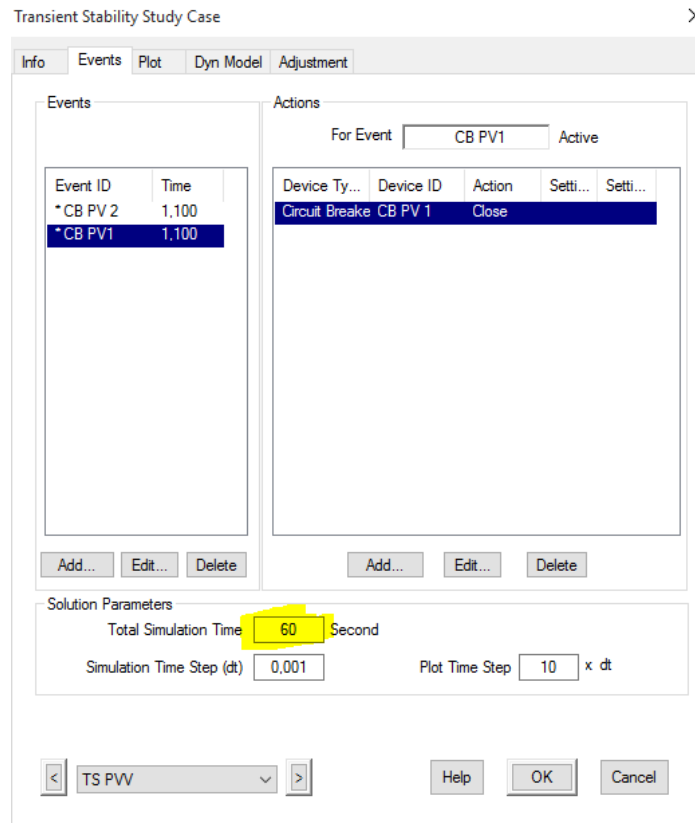 Transient Stability Study Case
Info Events Plot Dyn Model Adjustment
Events
Actions
For Event CB PV1 Active
Event ID Time
*CB PV 2 1,100
*CB PV1 1,100
Device Ty... Device ID Action Setti... Setti...
Circuit Breake CB PV 1 Close
Add... Edit... Delete
Add... Edit... Delete
Solution Parameters
Total Simulation Time 60 Second
Simulation Time Step (dt) 0,001 Plot Time Step 10 x dt
< TS PVV > Help OK Cancel